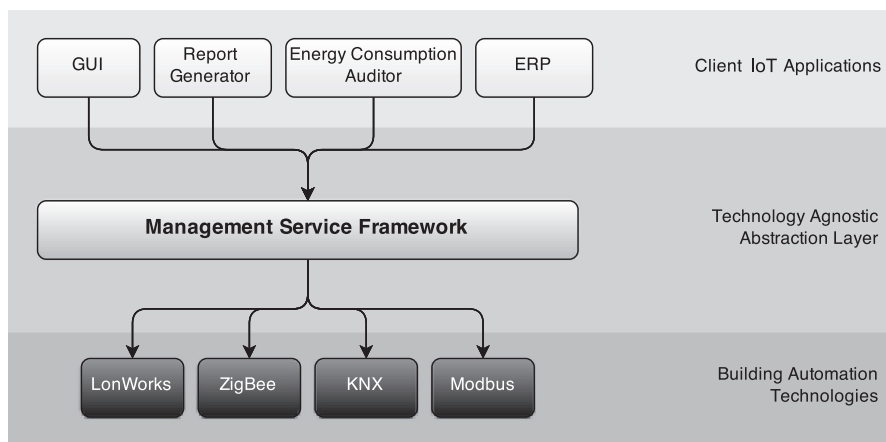 GUI
Report
Generator
Energy Consumption
Auditor
ERP
Client IoT Applications
Management Service Framework
Technology Agnostic
Abstraction Layer
LonWorks
ZigBee
KNX
Modbus
Building Automation
Technologies